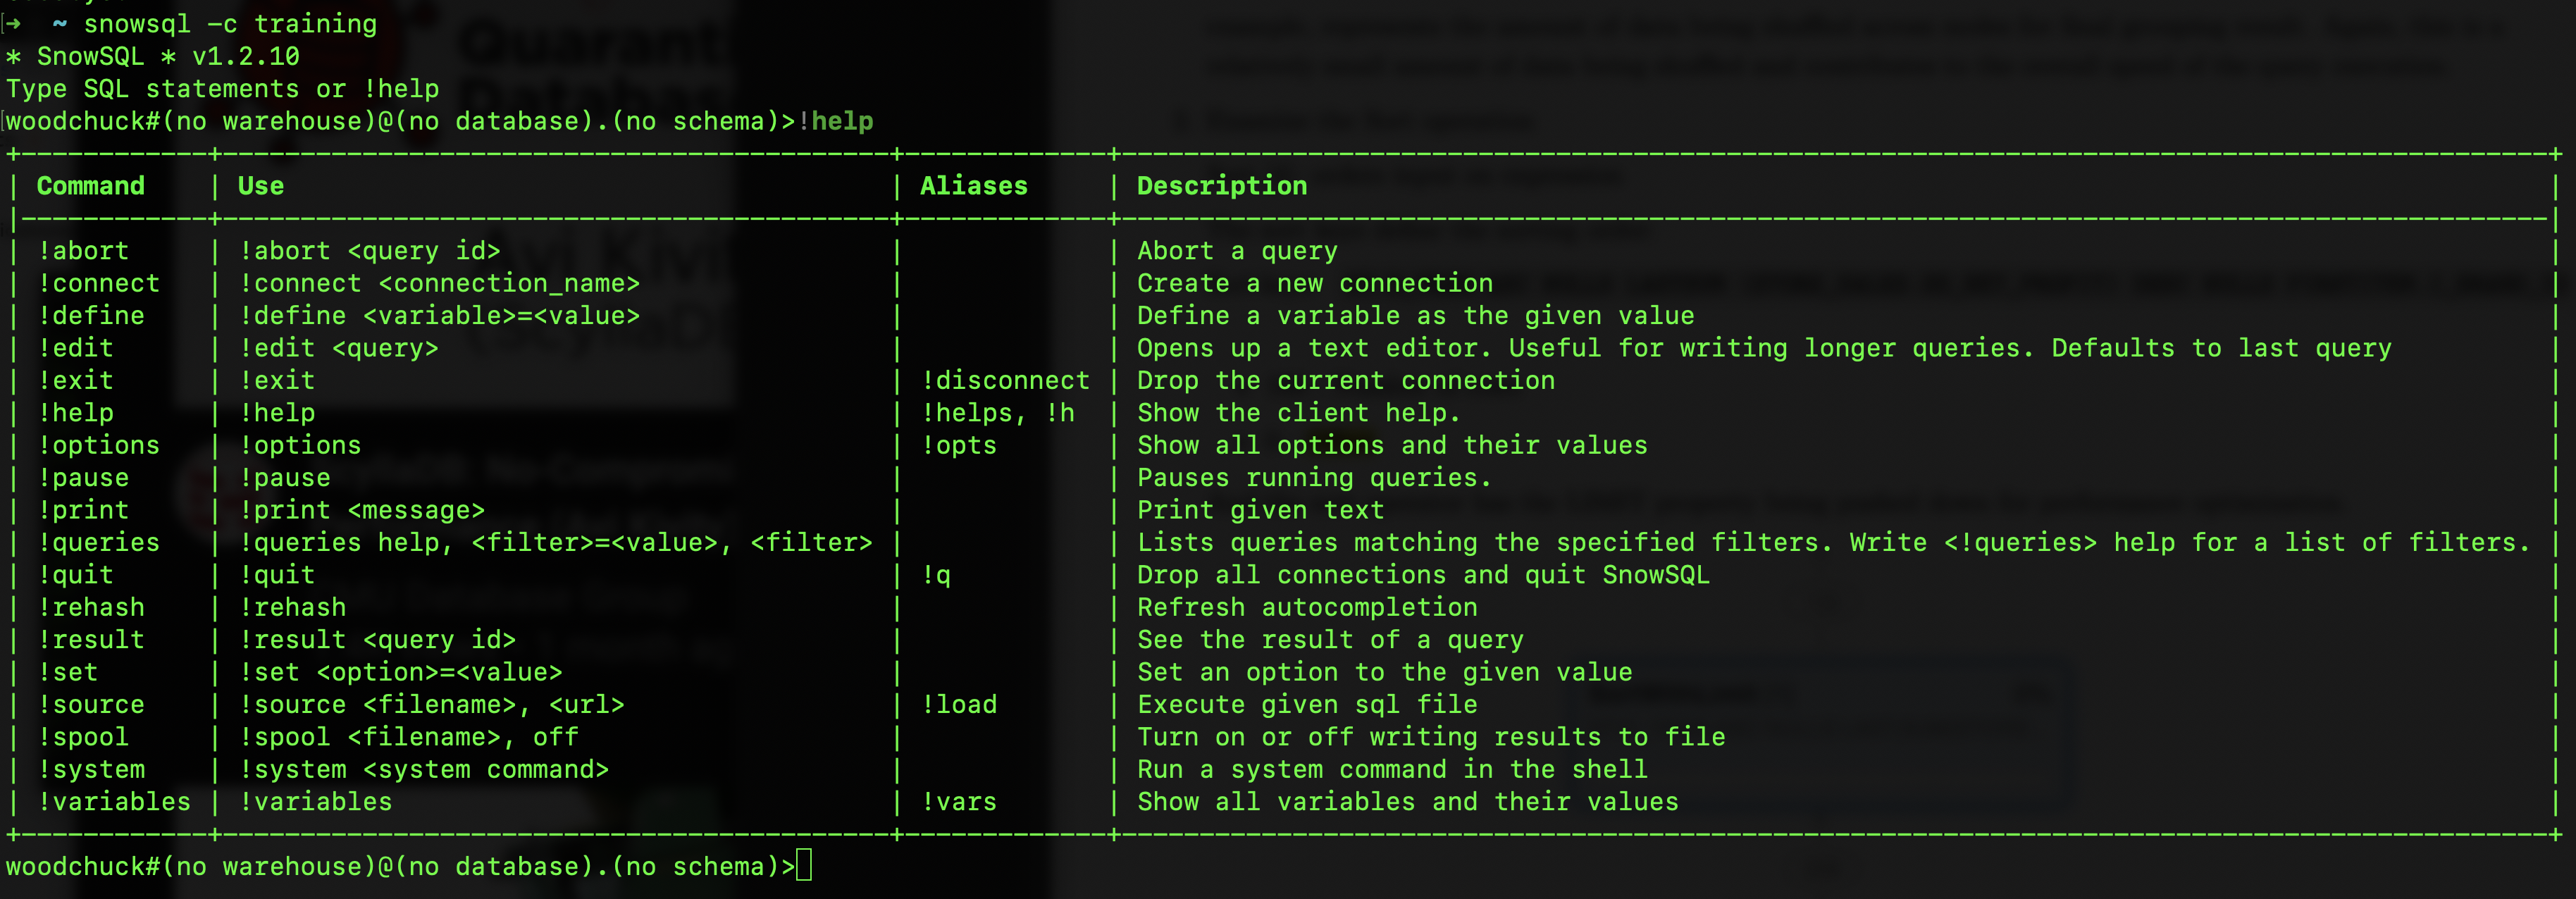 ➜ ~ snowsql -c training
* SnowSQL * v1.2.10
Type SQL statements or !help
woodchuck#(no warehouse)@(no database).(no schema)>!help
+------------+-------------------------------------------+-------------+--------------------------------------------------------------------------------------------+
| Command | Use | Aliases | Description |
|------------+-------------------------------------------+-------------+--------------------------------------------------------------------------------------------|
| !abort | !abort <query id> | | Abort a query |
| !connect | !connect <connection_name> | | Create a new connection |
| !define | !define <variable>=<value> | | Define a variable as the given value |
| !edit | !edit <query> | | Opens up a text editor. Useful for writing longer queries. Defaults to last query |
| !exit | !exit | !disconnect | Drop the current connection |
| !help | !help | !helps, !h | Show the client help. |
| !options | !options | !opts | Show all options and their values |
| !pause | !pause | | Pauses running queries. |
| !print | !print <message> | | Print given text |
| !queries | !queries help, <filter>=<value>, <filter> | | Lists queries matching the specified filters. Write <!queries> help for a list of filters. |
| !quit | !quit | !q | Drop all connections and quit SnowSQL |
| !rehash | !rehash | | Refresh autocompletion |
| !result | !result <query id> | | See the result of a query |
| !set | !set <option>=<value> | | Set an option to the given value |
| !source | !source <filename>, <url> | !load | Execute given sql file |
| !spool | !spool <filename>, off | | Turn on or off writing results to file |
| !system | !system <system command> | | Run a system command in the shell |
| !variables | !variables | !vars | Show all variables and their values |
+------------+-------------------------------------------+-------------+--------------------------------------------------------------------------------------------+
woodchuck#(no warehouse)@(no database).(no schema)>